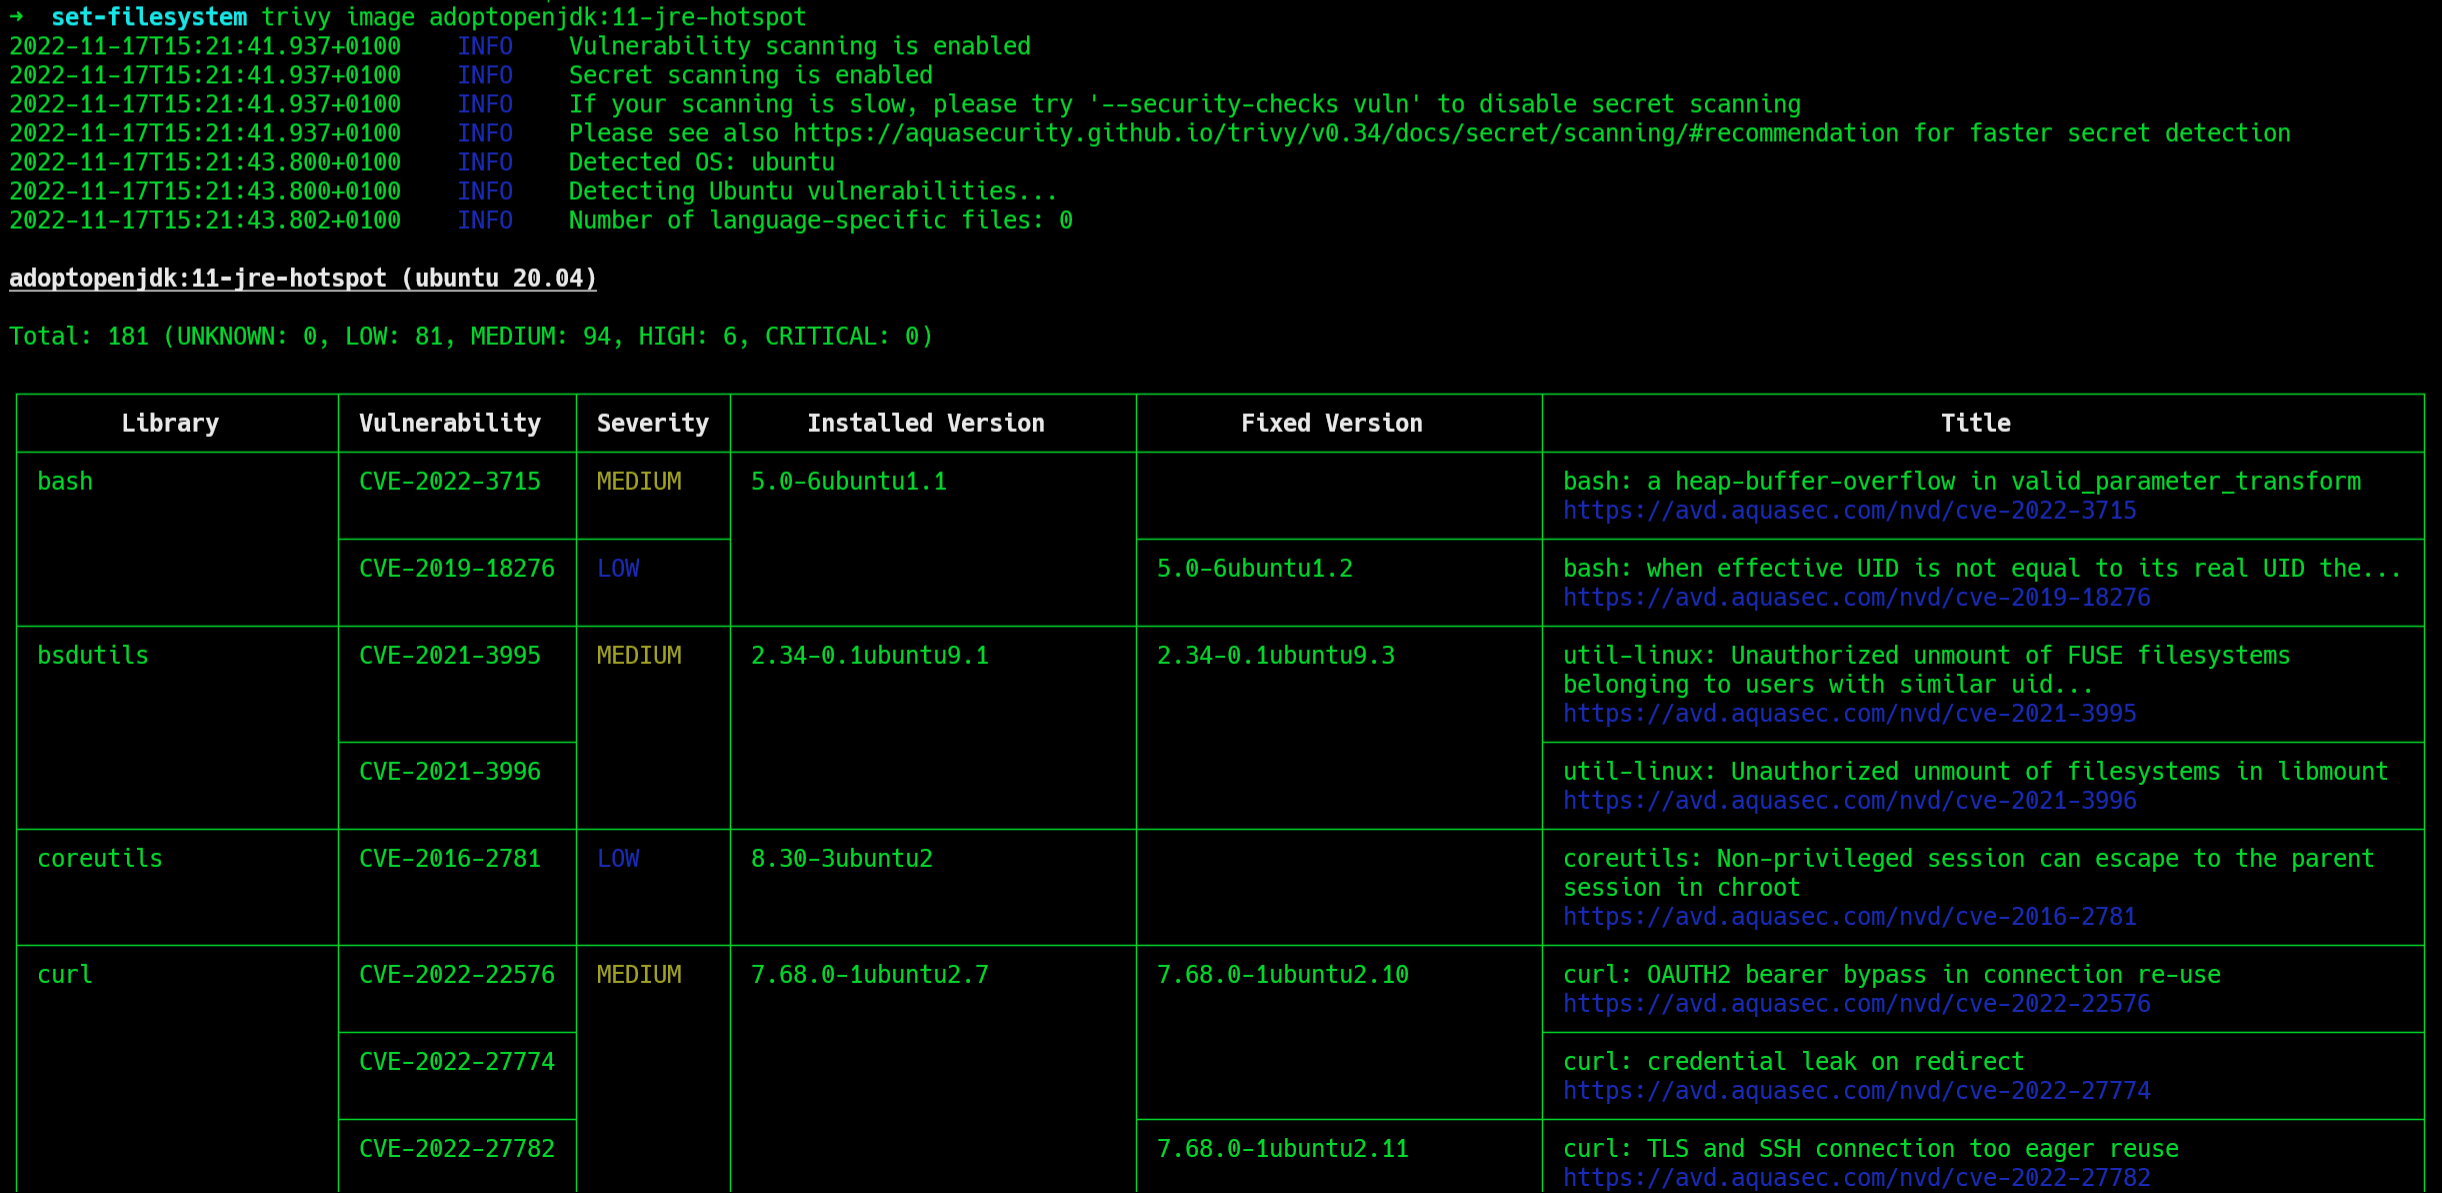 ➜  set-filesystem trivy image adoptopenjdk:11-jre-hotspot
2022-11-17T15:21:41.937+0100    INFO    Vulnerability scanning is enabled
2022-11-17T15:21:41.937+0100    INFO    Secret scanning is enabled
2022-11-17T15:21:41.937+0100    INFO    If your scanning is slow, please try '--security-checks vuln' to disable secret scanning
2022-11-17T15:21:41.937+0100    INFO    Please see also https://aquasecurity.github.io/trivy/v0.34/docs/secret/scanning/#recommendation for faster secret detection
2022-11-17T15:21:43.800+0100    INFO    Detected OS: ubuntu
2022-11-17T15:21:43.800+0100    INFO    Detecting Ubuntu vulnerabilities...
2022-11-17T15:21:43.802+0100    INFO    Number of language-specific files: 0
adoptopenjdk:11-jre-hotspot (ubuntu 20.04)
Total: 181 (UNKNOWN: 0, LOW: 81, MEDIUM: 94, HIGH: 6, CRITICAL: 0)
Library Vulnerability Severity Installed Version Fixed Version Title
bash CVE-2022-3715 MEDIUM 5.0-6ubuntu1.1 bash: a heap-buffer-overflow in valid_parameter_transform
https://avd.aquasec.com/nvd/cve-2022-3715
CVE-2019-18276 LOW 5.0-6ubuntu1.2 bash: when effective UID is not equal to its real UID the...
https://avd.aquasec.com/nvd/cve-2019-18276
bsdutils CVE-2021-3995 MEDIUM 2.34-0.1ubuntu9.1 2.34-0.1ubuntu9.3 util-linux: Unauthorized unmount of FUSE filesystems
belonging to users with similar uid...
https://avd.aquasec.com/nvd/cve-2021-3995
CVE-2021-3996 util-linux: Unauthorized unmount of filesystems in libmount
https://avd.aquasec.com/nvd/cve-2021-3996
coreutils CVE-2016-2781 LOW 8.30-3ubuntu2 coreutils: Non-privileged session can escape to the parent
session in chroot
https://avd.aquasec.com/nvd/cve-2016-2781
curl CVE-2022-22576 MEDIUM 7.68.0-1ubuntu2.7 7.68.0-1ubuntu2.10 curl: OAUTH2 bearer bypass in connection re-use
https://avd.aquasec.com/nvd/cve-2022-22576
CVE-2022-27774 curl: credential leak on redirect
https://avd.aquasec.com/nvd/cve-2022-27774
CVE-2022-27782 7.68.0-1ubuntu2.11 curl: TLS and SSH connection too eager reuse
https://avd.aquasec.com/nvd/cve-2022-27782